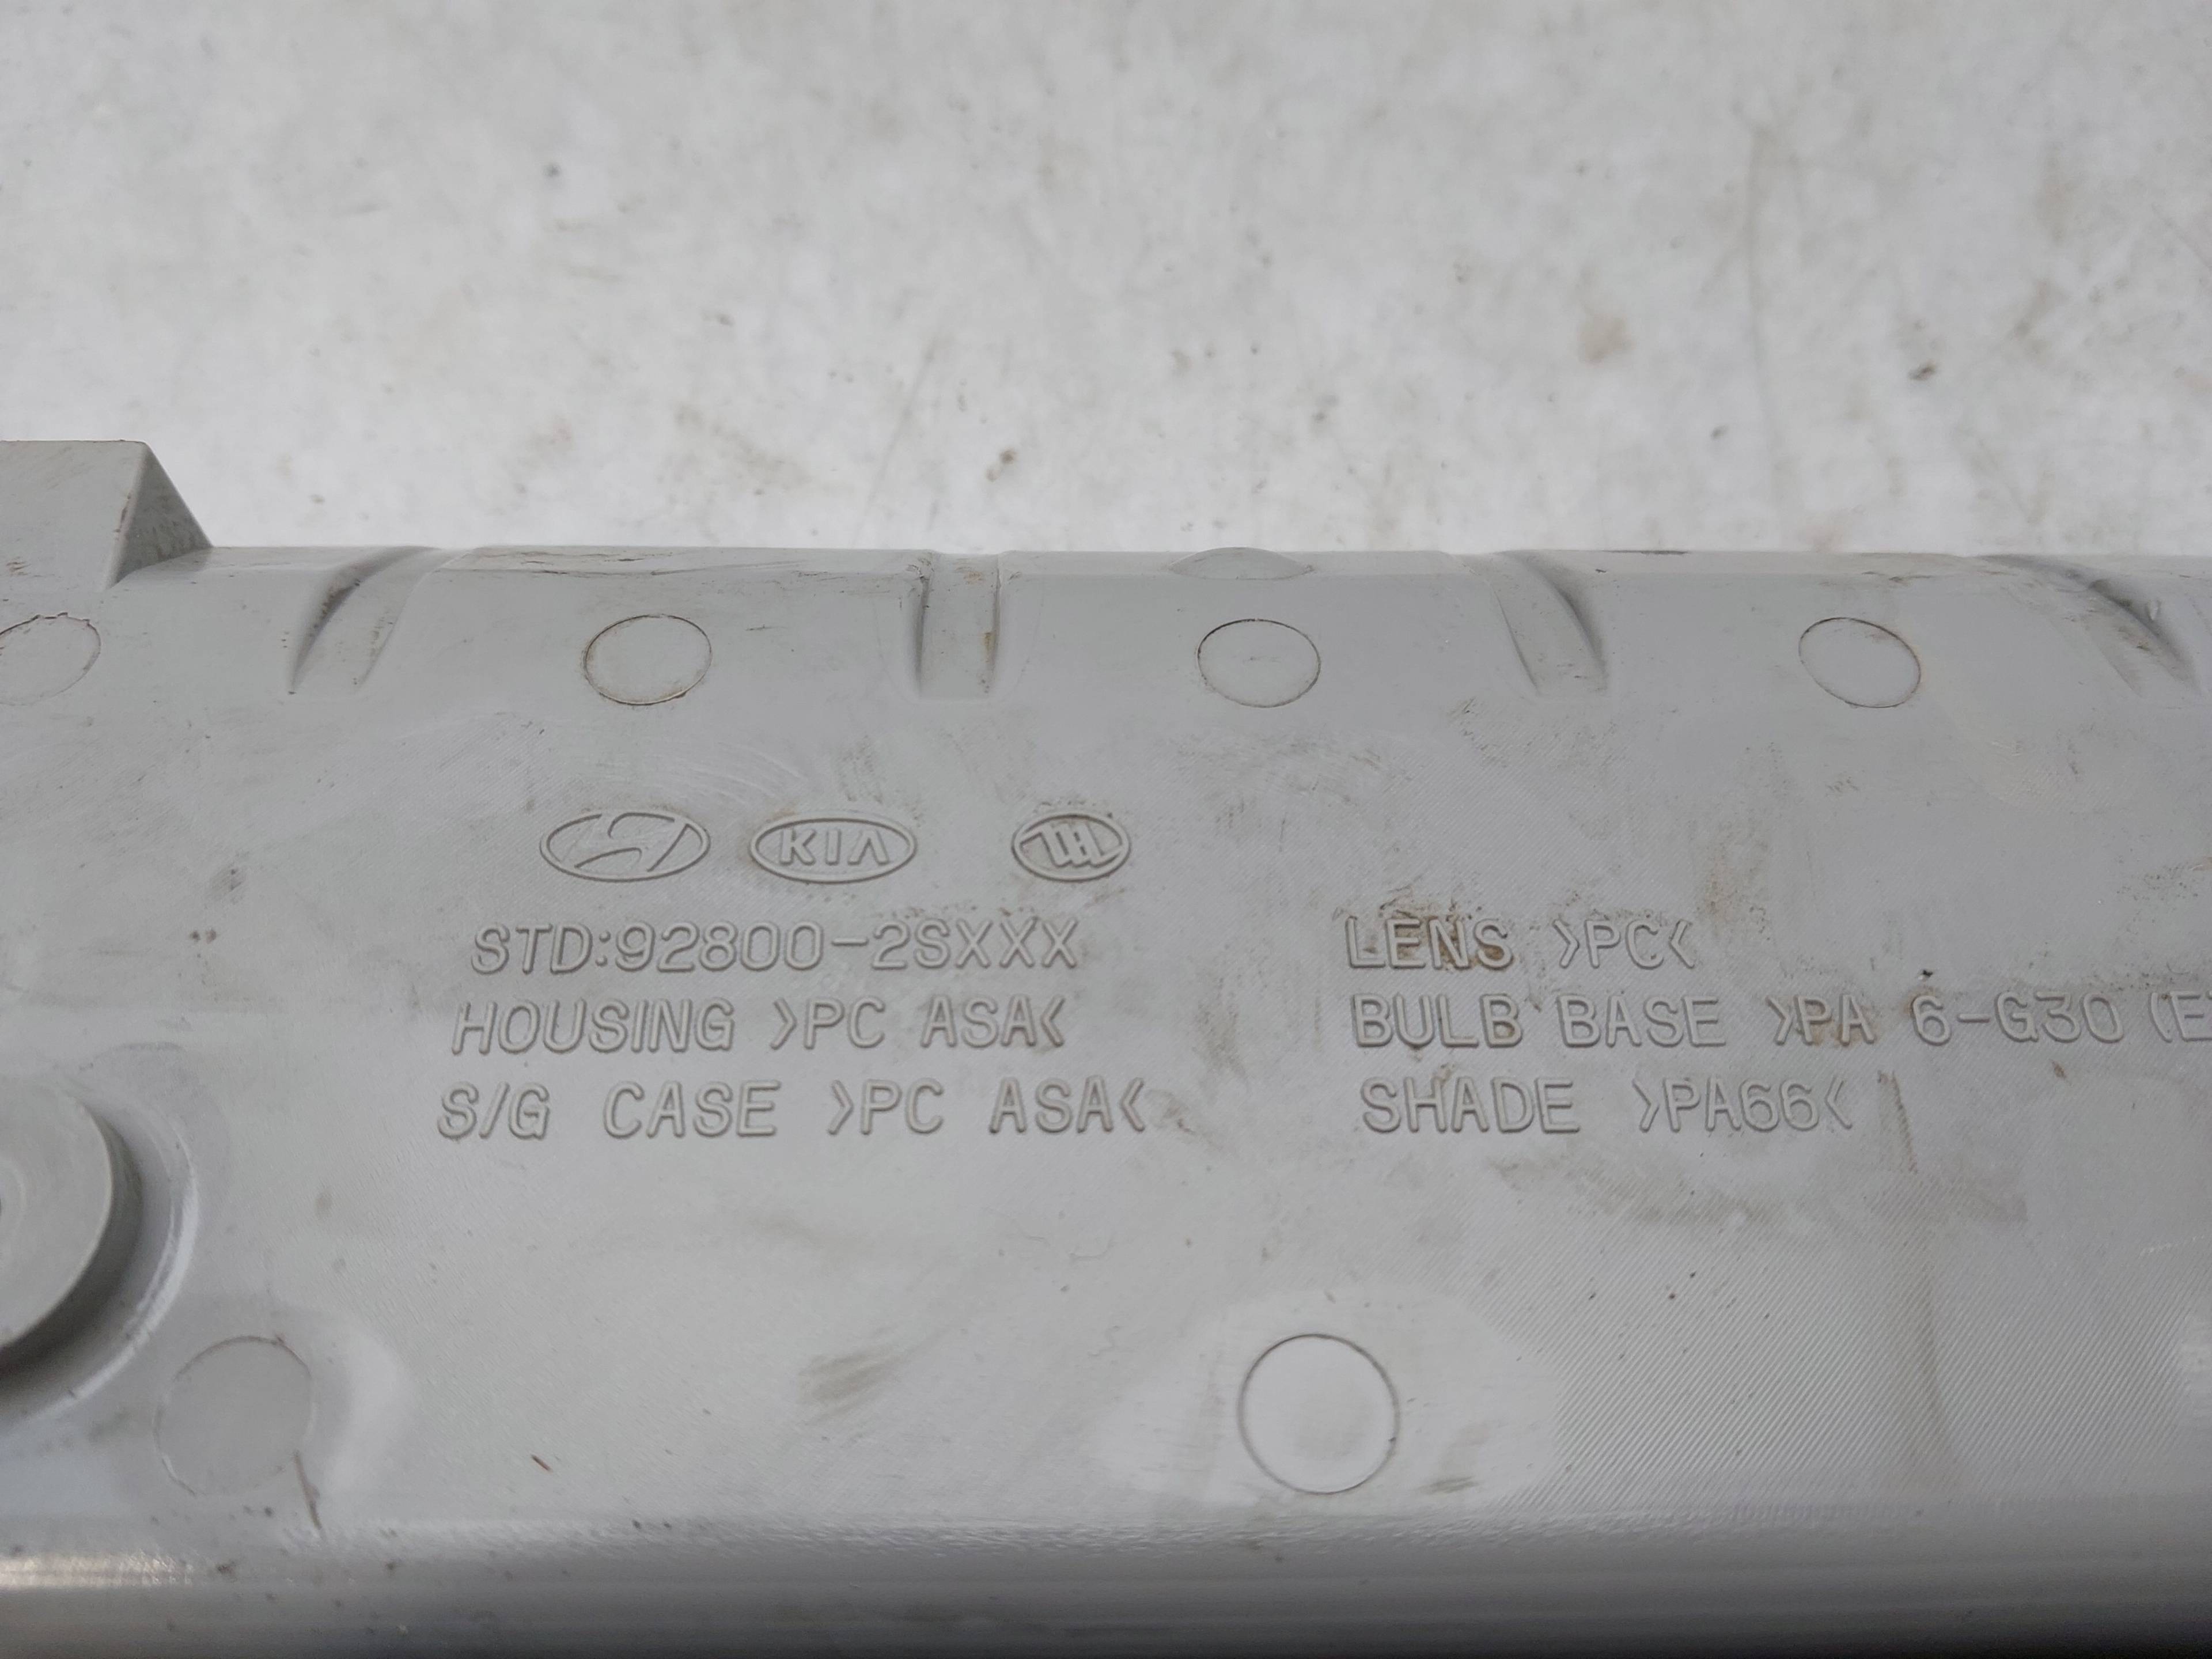 KIA
STD:92800-2SXXX
HOUSING >PC ASA<
S/G CASE >PC ASA<
LENS >PC<
BULB BASE >PA 6-G30 (E
SHADE >PA66<